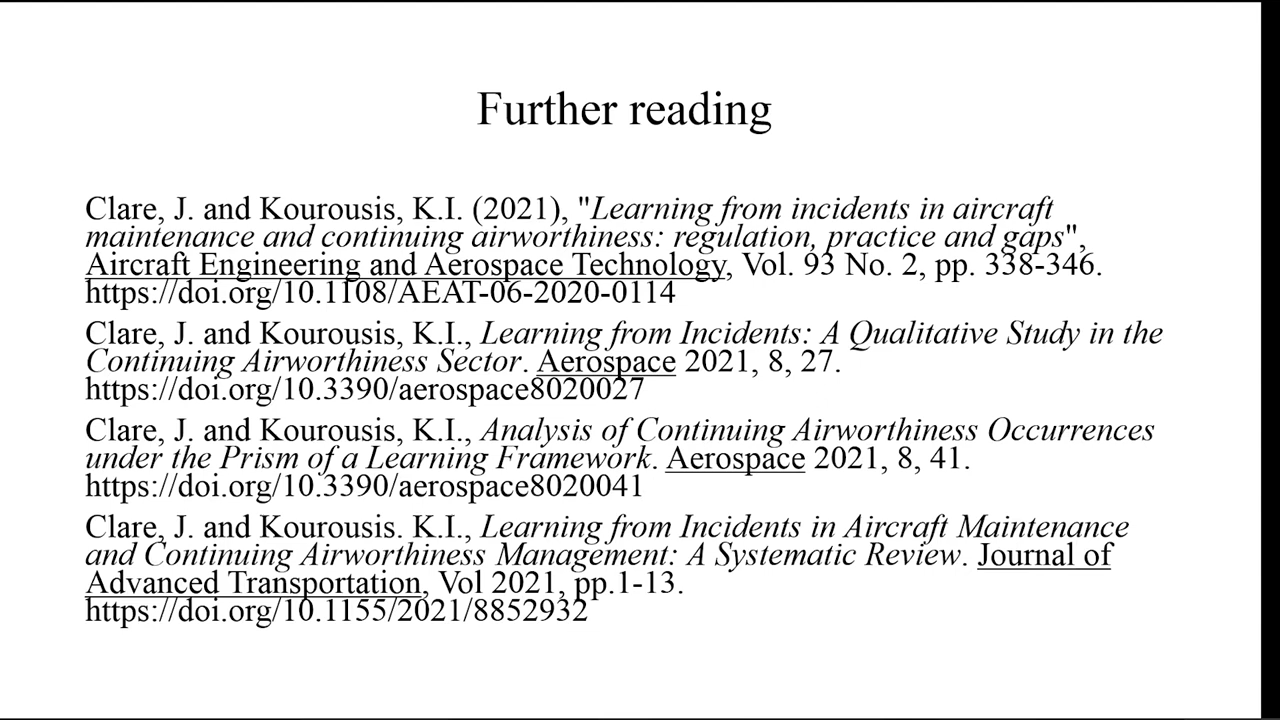 Further reading
Clare, J. and Kourousis, K.I. (2021), "Learning from incidents in aircraft
maintenance and continuing airworthiness: regulation, practice and gaps",
Aircraft Engineering and Aerospace Technology, Vol. 93 No. 2, pp. 338-346.
https://doi.org/10.1108/AEAT-06-2020-0114
Clare, J. and Kourousis, K.I., Learning from Incidents: A Qualitative Study in the
Continuing Airworthiness Sector. Aerospace 2021, 8, 27.
https://doi.org/10.3390/aerospace8020027
Clare, J. and Kourousis, K.I., Analysis of Continuing Airworthiness Occurrences
under the Prism of a Learning Framework. Aerospace 2021, 8, 41.
https://doi.org/10.3390/aerospace8020041
Clare, J. and Kourousis. K.I., Learning from Incidents in Aircraft Maintenance
and Continuing Airworthiness Management: A Systematic Review. Journal of
Advanced Transportation, Vol 2021, pp.1-13.
https://doi.org/10.1155/2021/8852932